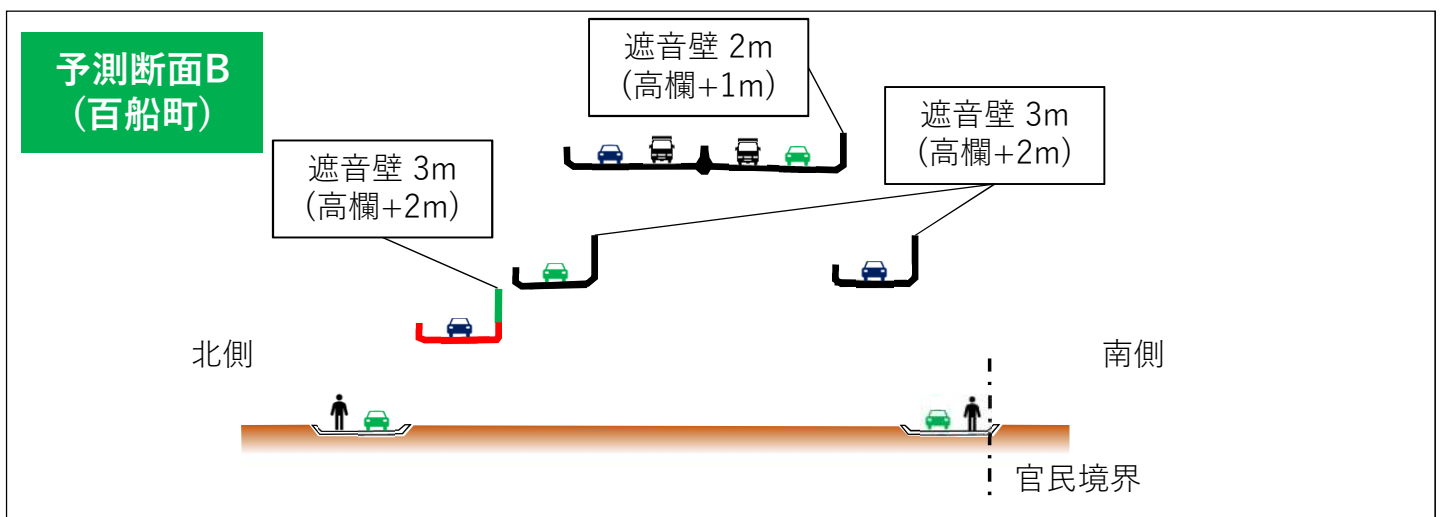 予測断面B
(百船町)
遮音壁 2m
(高欄+1m)
遮音壁 3m
(高欄+2m)
遮音壁 3m
(高欄+2m)
北側
南側
官民境界